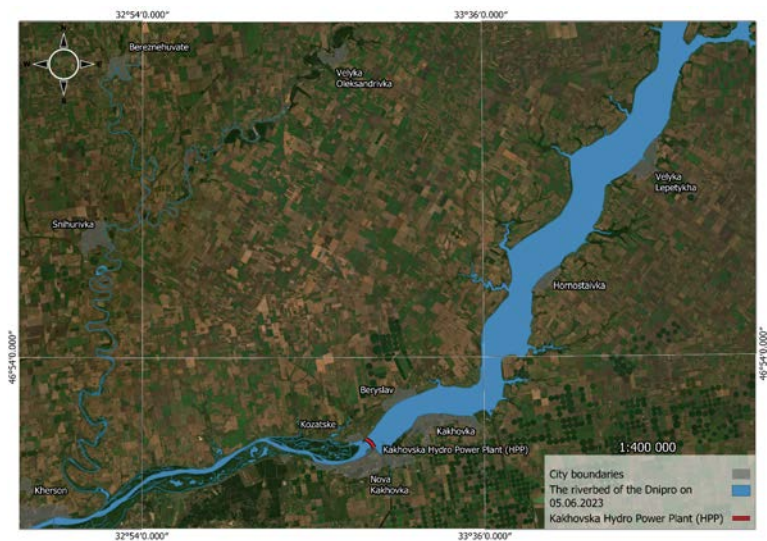 32°54'0.000"
33°36'0.000"
Bereznehuvate
Velyka
Oleksandrivka
Velyka
Lepetykha
Snihurivka
Hornostaivka
46°54'0.000"
46°54'0.000"
Beryslav
Kozatske
Kakhovka
Kakhovska Hydro Power Plant (HPP)
1:400 000
Nova
Kakhovka
Kherson
City boundaries
The riverbed of the Dnipro on
05.06.2023
Kakhovska Hydro Power Plant (HPP)
32°54'0.000"
33°36'0.000"